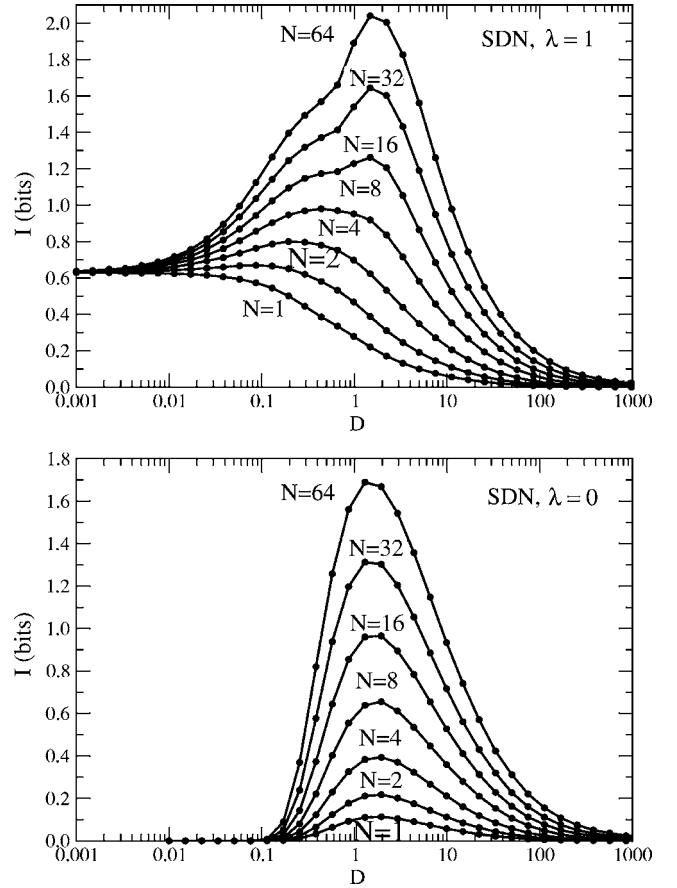 2.0
1.8
1.6
1.4
1.2
1.0
0.8
0.6
0.4
0.2
0.0
I (bits)
SDN, λ = 1
N=64
N=32
N=16
N=8
N=4
N=2
N=1
0.001
0.01
0.1
1
10
100
1000
D
1.8
1.6
1.4
1.2
1.0
0.8
0.6
0.4
0.2
0.0
I (bits)
SDN, λ = 0
N=64
N=32
N=16
N=8
N=4
N=2
N=1
0.001
0.01
0.1
1
10
100
1000
D